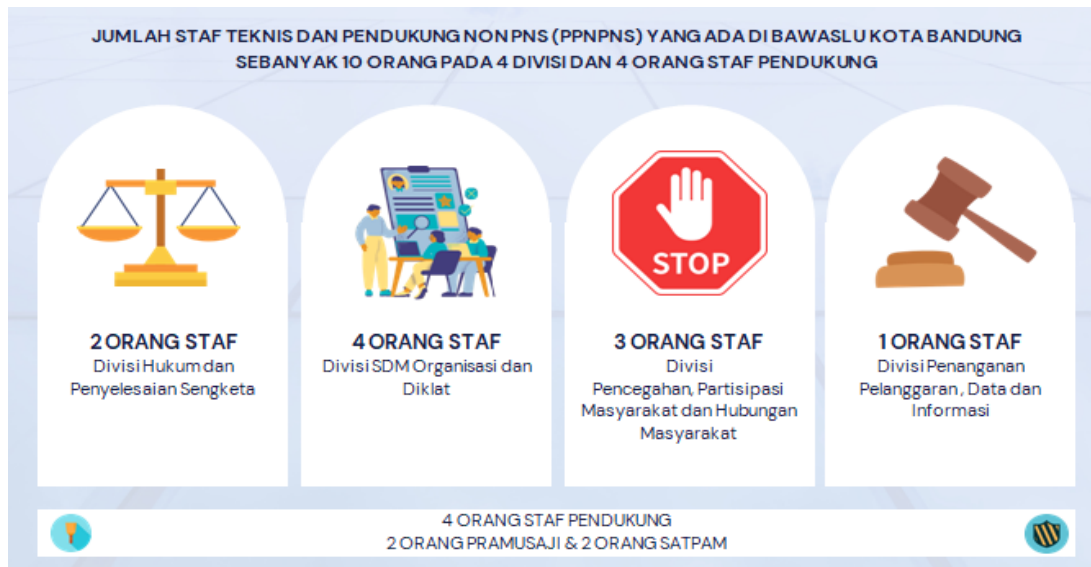 JUMLAH STAF TEKNIS DAN PENDUKUNG NON PNS (PPNPNS) YANG ADA DI BAWASLU KOTA BANDUNG
SEBANYAK 10 ORANG PADA 4 DIVISI DAN 4 ORANG STAF PENDUKUNG
2 ORANG STAF
Divisi Hukum dan
Penyelesaian Sengketa
4 ORANG STAF
Divisi SDM Organisasi dan
Diklat
STOP
3 ORANG STAF
Divisi
Pencegahan, Partisipasi
Masyarakat dan Hubungan
Masyarakat
1 ORANG STAF
Divisi Penanganan
Pelanggaran , Data dan
Informasi
4 ORANG STAF PENDUKUNG
2 ORANG PRAMUSAJI & 2 ORANG SATPAM